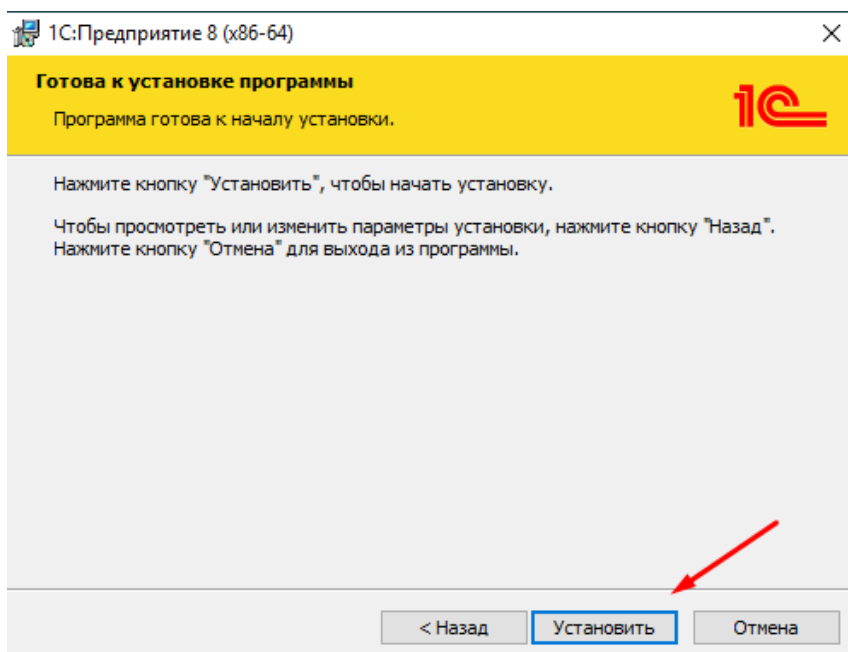 1С:Предприятие 8 (x86-64)
Готова к установке программы
Программа готова к началу установки.
1С
Нажмите кнопку "Установить", чтобы начать установку.
Чтобы просмотреть или изменить параметры установки, нажмите кнопку "Назад".
Нажмите кнопку "Отмена" для выхода из программы.
< Назад
Установить
Отмена